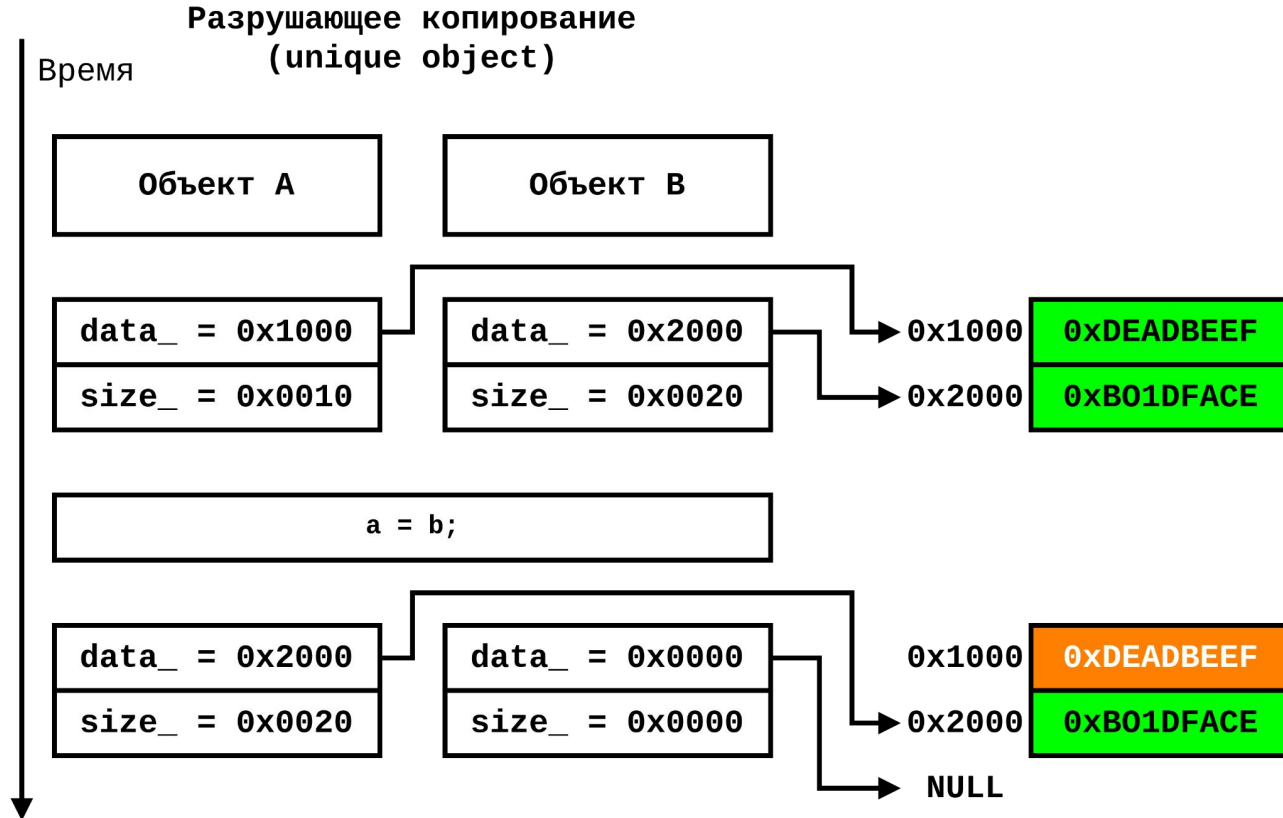 Разрушающее копирование
(unique object)
Время
Объект A
Объект B
data_ = 0x1000
data_ = 0x2000
0x1000
0xDEADBEEF
size_ = 0x0010
size_ = 0x0020
0x2000
0xBO1DFACE
a = b;
data_ = 0x2000
data_ = 0x0000
0x1000
0xDEADBEEF
size_ = 0x0020
size_ = 0x0000
0x2000
0xBO1DFACE
NULL